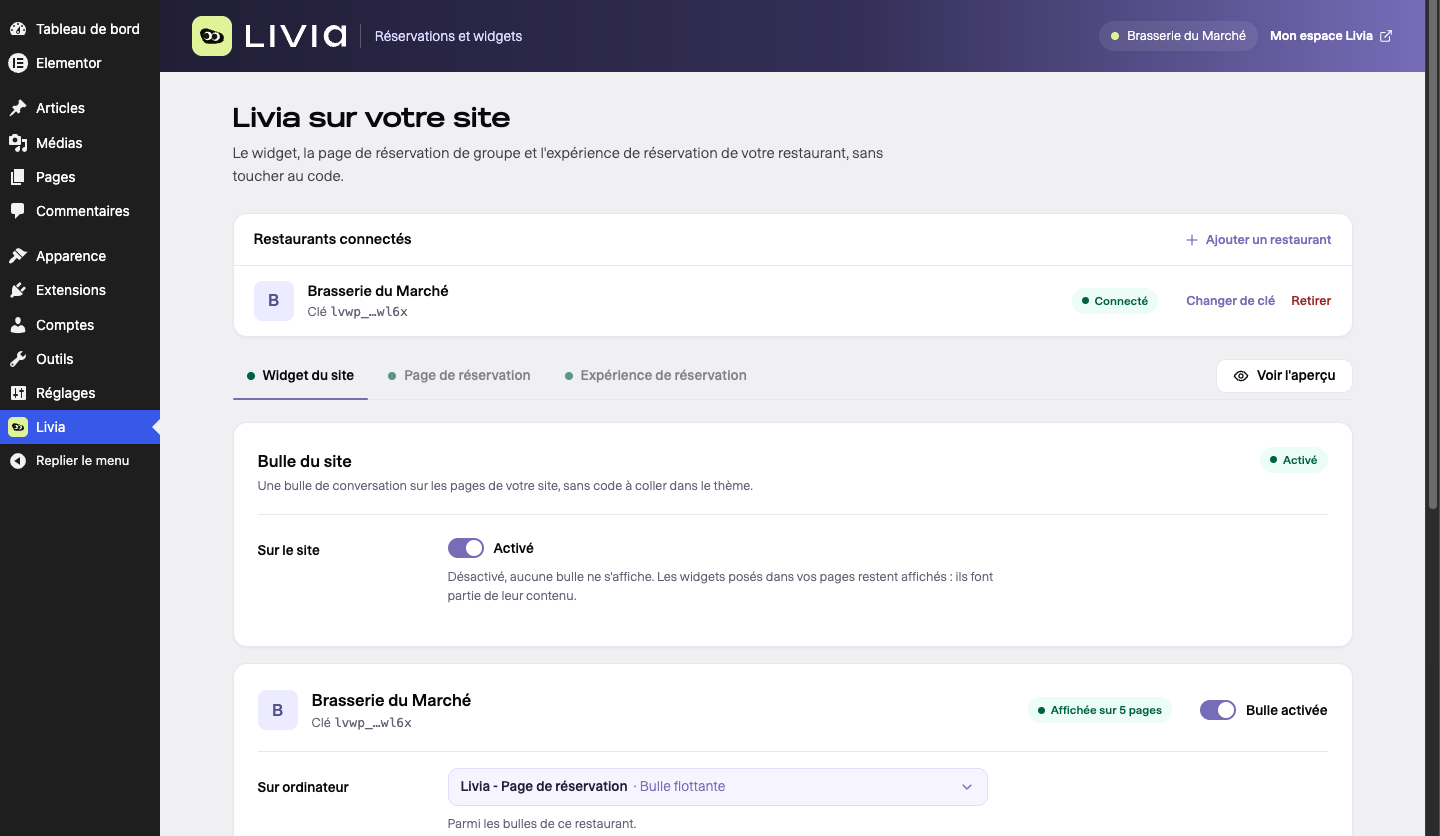 Tableau de bord
Elementor
Articles
Médias
Pages
Commentaires
Apparence
Extensions
Comptes
Outils
Réglages
Livia
Replier le menu
LIVIa
Réservations et widgets
Brasserie du Marché
Mon espace Livia
Livia sur votre site
Le widget, la page de réservation de groupe et l'expérience de réservation de votre restaurant, sans
toucher au code.
Restaurants connectés
Ajouter un restaurant
B
Brasserie du Marché
Clé lvwp_…wl6x
Connecté
Changer de clé
Retirer
Widget du site
Page de réservation
Expérience de réservation
Voir l'aperçu
Bulle du site
Activé
Une bulle de conversation sur les pages de votre site, sans code à coller dans le thème.
Sur le site
Activé
Désactivé, aucune bulle ne s'affiche. Les widgets posés dans vos pages restent affichés : ils font
partie de leur contenu.
B
Brasserie du Marché
Clé lvwp_…wl6x
Affichée sur 5 pages
Bulle activée
Sur ordinateur
Livia - Page de réservation · Bulle flottante
Parmi les bulles de ce restaurant.